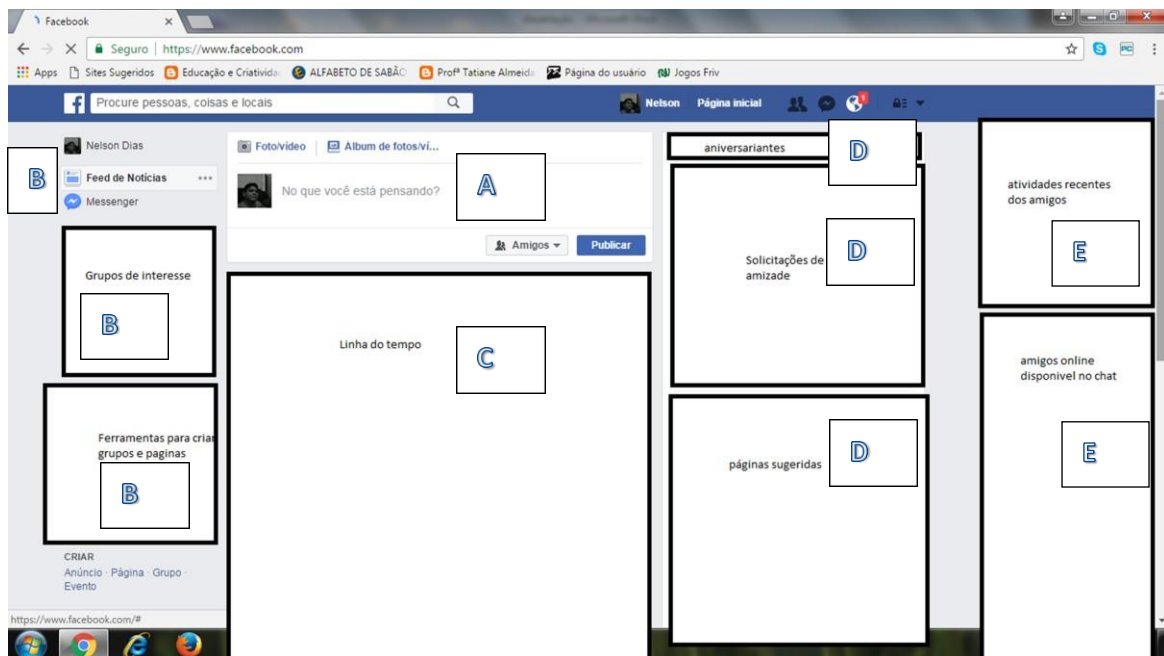 Facebook
Seguro | https://www.facebook.com
Apps Sites Sugeridos Educação e Criativida ALFABETO DE SABÃO Profª Tatiane Almeida Página do usuário Jogos Friv
Procure pessoas, coisas e locais
Nelson Página inicial 1
Nelson Dias
B
Feed de Notícias
Messenger
Grupos de interesse
B
Ferramentas para criar
grupos e paginas
B
CRIAR
Anúncio · Página · Grupo ·
Evento
https://www.facebook.com/#
Foto/vídeo Álbum de fotos/ví...
No que você está pensando?
A
Amigos Publicar
Linha do tempo
C
aniversariantes
D
Solicitações de
amizade
D
páginas sugeridas
D
atividades recentes
dos amigos
E
amigos online
disponivel no chat
E